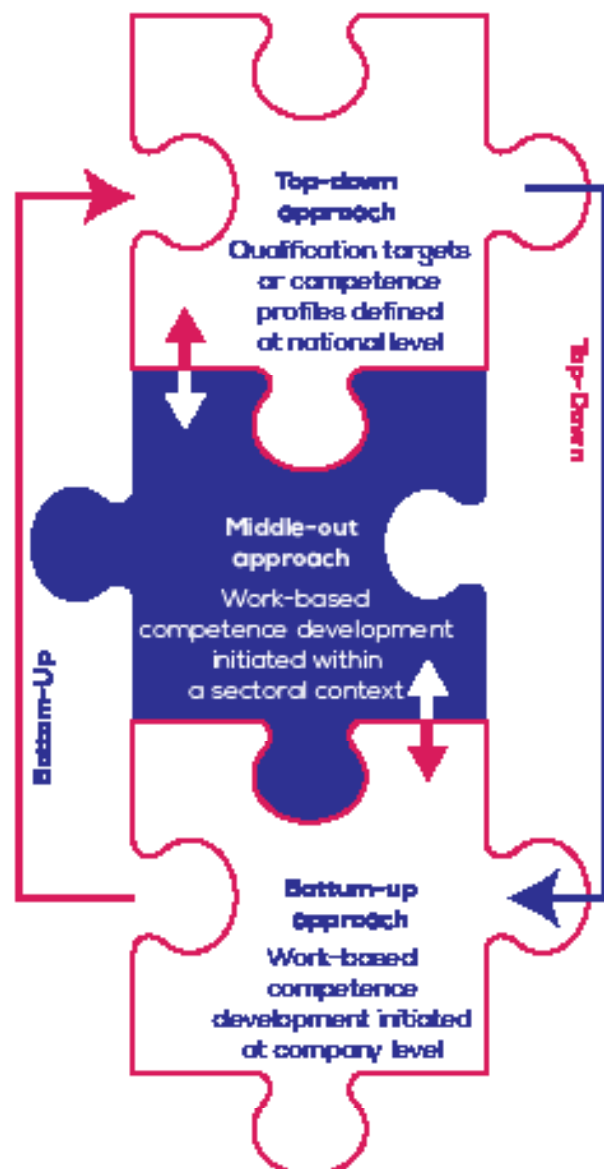 Top-down
approach
Qualification targets
or competence
profiles defined
at national level
Top-Down
Middle-out
approach
Work-based
competence development
initiated within
a sectoral context
Bottom-Up
Bottum-up
approach
Work-based
competence
development initiated
at company level